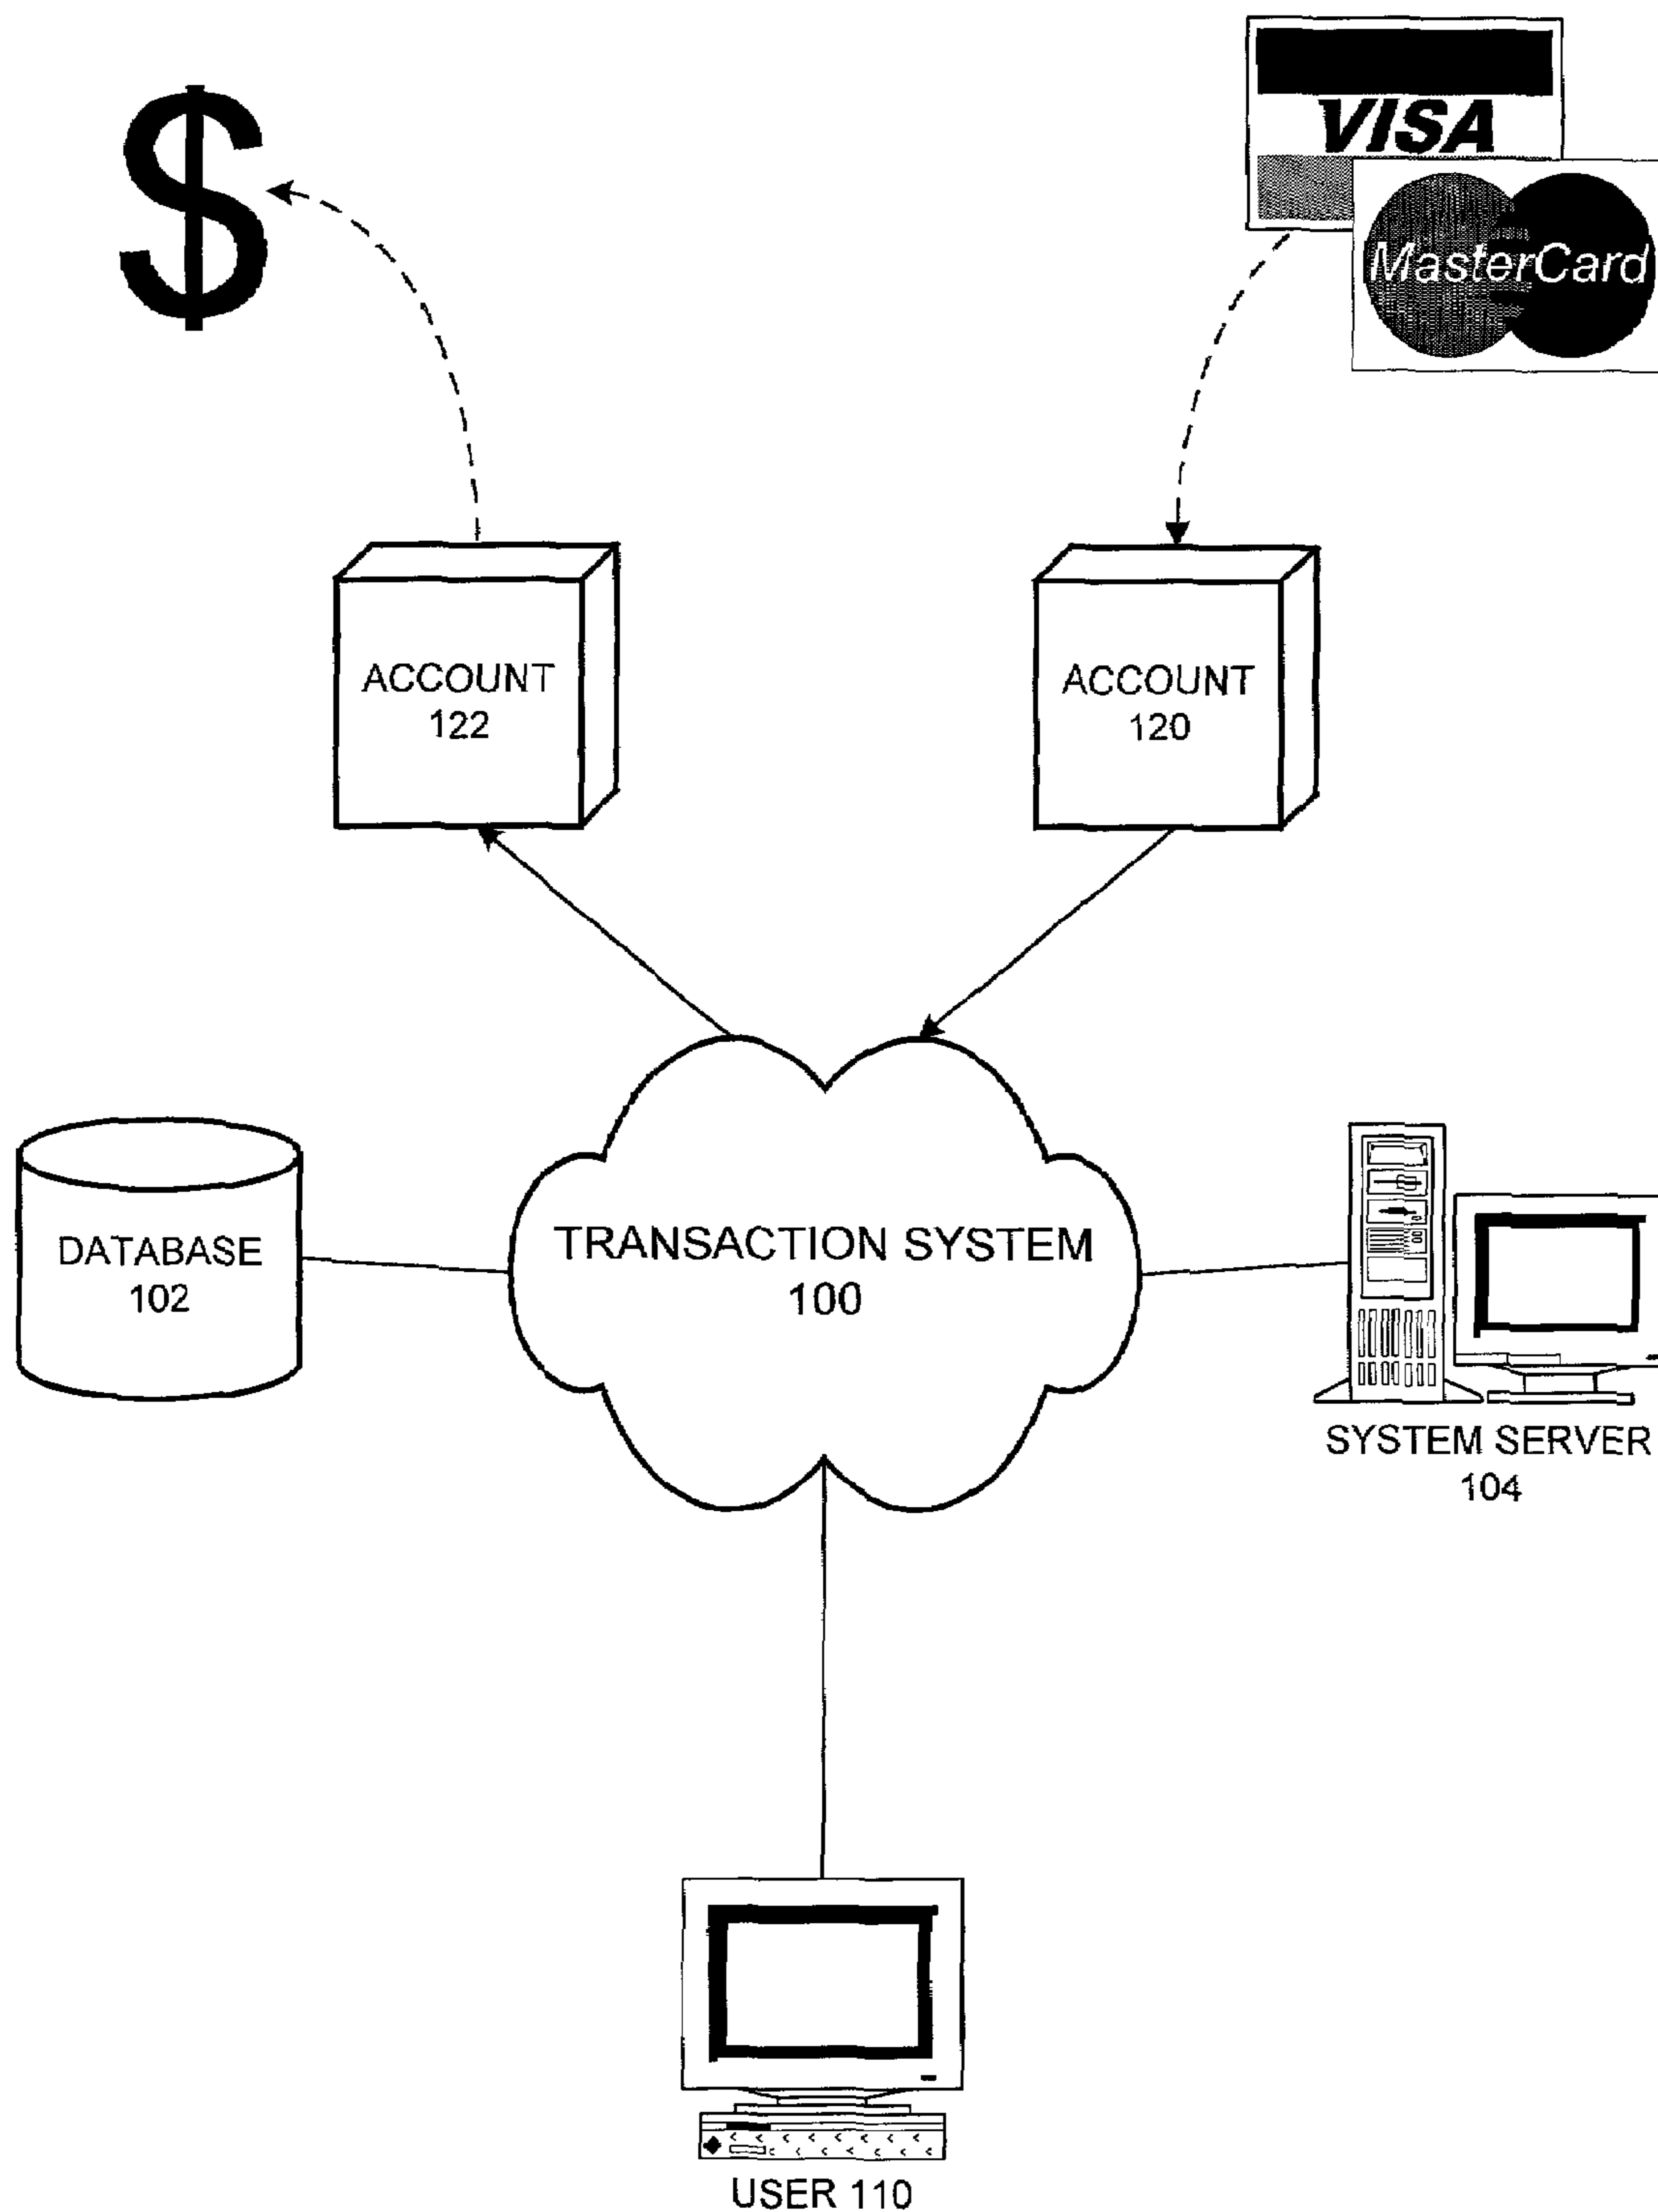 $
VISA
MasterCard
ACCOUNT
122
ACCOUNT
120
DATABASE
102
TRANSACTION SYSTEM
100
SYSTEM SERVER
104
USER 110